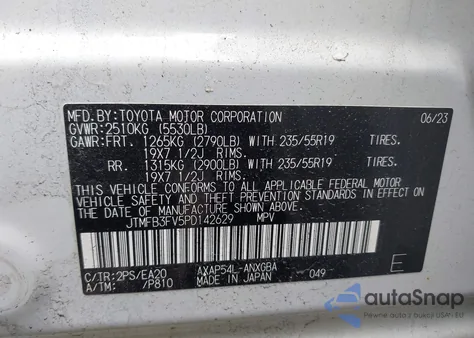 MFD.BY: TOYOTA MOTOR CORPORATION 06/23
GVWR: 2510KG (5530LB)
GAWR: FRT. 1265KG (2790LB) WITH 235/55R19 TIRES.
19X7 1/2J RIMS.
RR. 1315KG (2900LB) WITH 235/55R19 TIRES.
19X7 1/2J RIMS.
THIS VEHICLE CONFORMS TO ALL APPLICABLE FEDERAL MOTOR
VEHICLE SAFETY, BUMPER AND THEFT PREVENTION STANDARDS IN EFFECT
ON THE DATE OF MANUFACTURE SHOWN ABOVE.
JTMFB3FV5PD142629 MPV
C/TR: 2PS/EA20 AXAP54L-ANXGBA
A/TM: /P810 MADE IN JAPAN 049 E
autoSnap